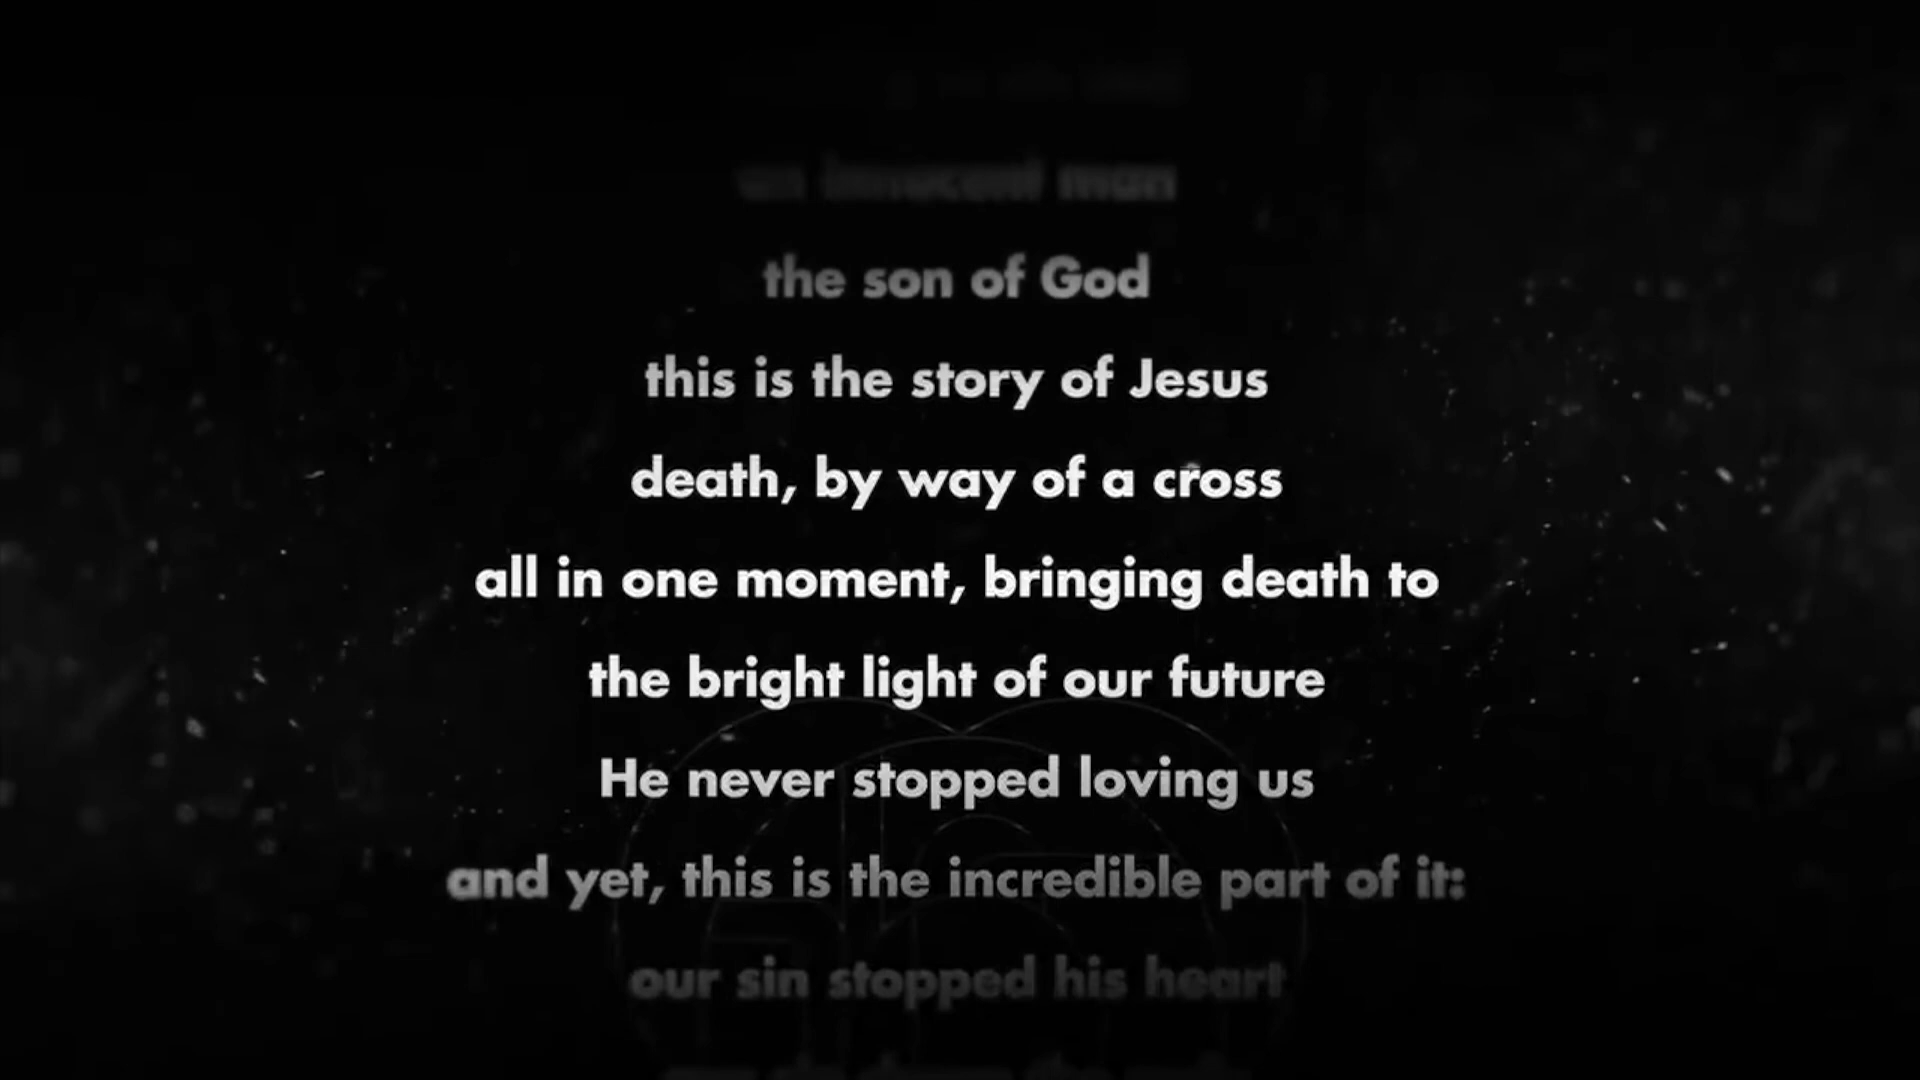 an innocent man
the son of God
this is the story of Jesus
death, by way of a cross
all in one moment, bringing death to
the bright light of our future
He never stopped loving us
and yet, this is the incredible part of it:
our sin stopped his heart